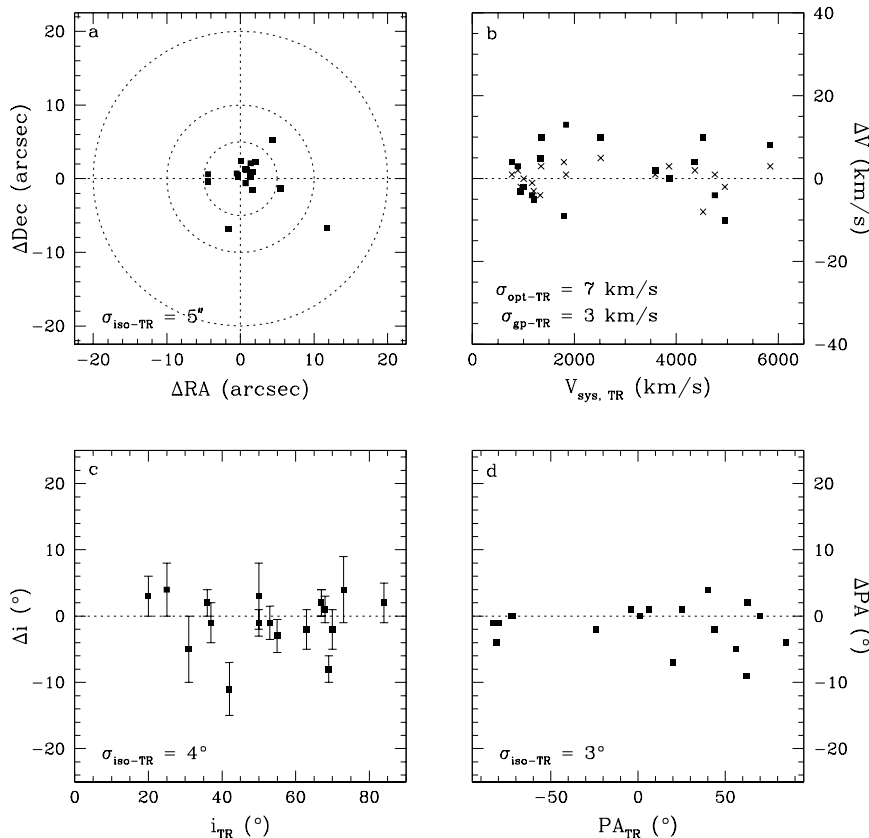 a
20
10
0
−10
−20
ΔDec (arcsec)
σiso−TR = 5″
−20 −10 0 10 20
ΔRA (arcsec)
b
40
20
0
−20
−40
ΔV (km/s)
σopt−TR = 7 km/s
σgp−TR = 3 km/s
0 2000 4000 6000
Vsys, TR (km/s)
c
20
10
0
−10
−20
Δi (°)
σiso−TR = 4°
0 20 40 60 80
iTR (°)
d
20
10
0
−10
−20
ΔPA (°)
σiso−TR = 3°
−50 0 50
PATR (°)